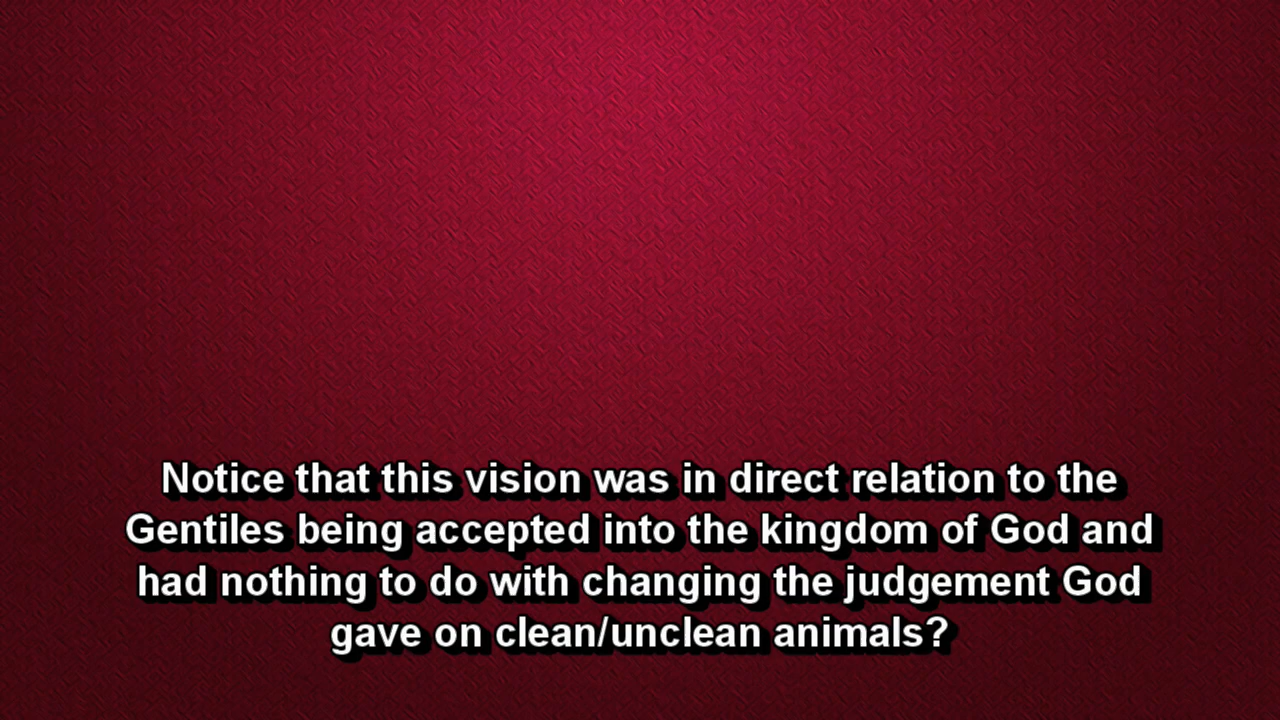 Notice that this vision was in direct relation to the
Gentiles being accepted into the kingdom of God and
had nothing to do with changing the judgement God
gave on clean/unclean animals?